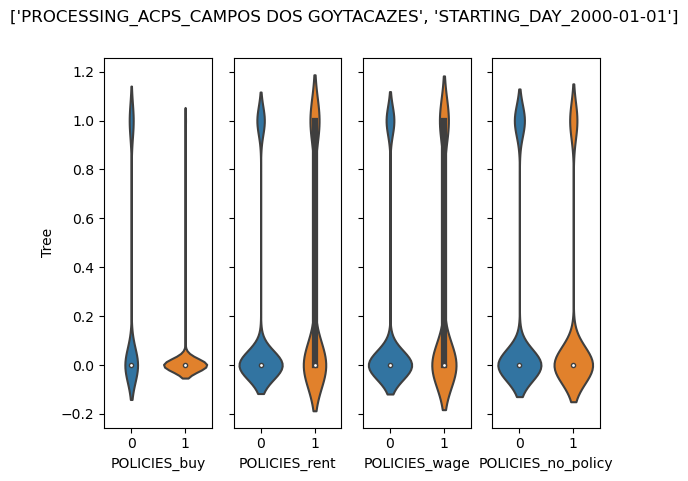 ['PROCESSING_ACPS_CAMPOS DOS GOYTACAZES', 'STARTING_DAY_2000-01-01']
1.2
1.0
0.8
0.6
0.4
0.2
0.0
−0.2
Tree
0 1 0 1 0 1 0 1
POLICIES_buy POLICIES_rent POLICIES_wage POLICIES_no_policy